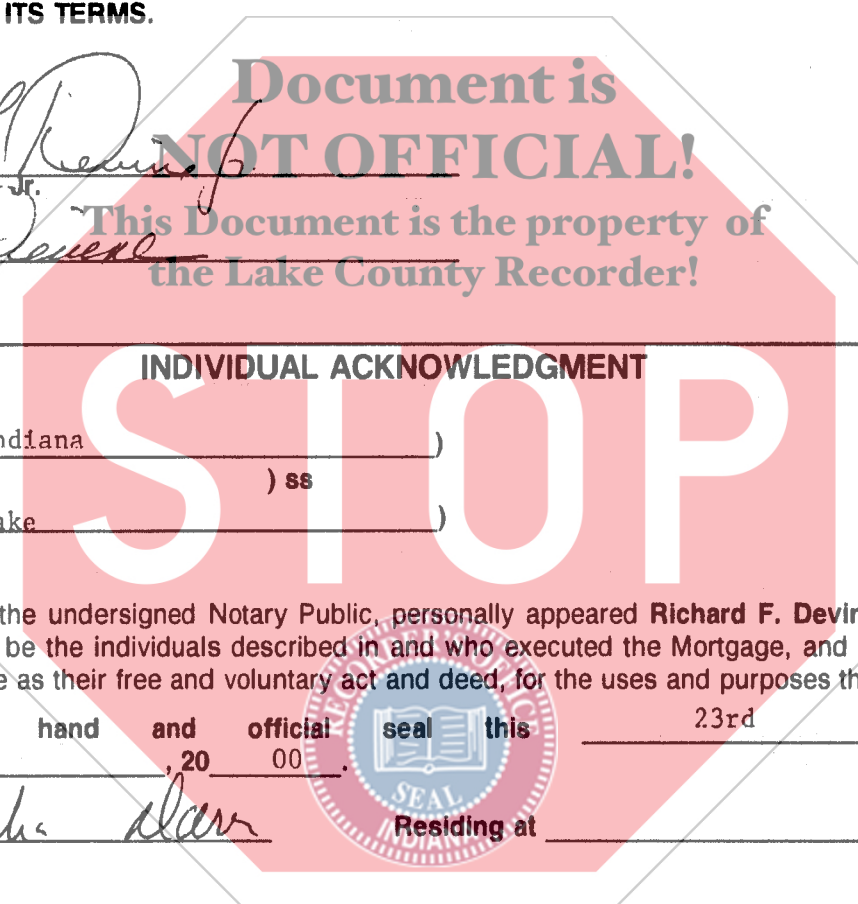 ITS TERMS.
Document is
NOT OFFICIAL!
Jr.
This Document is the property of
the Lake County Recorder!
STOP
INDIVIDUAL ACKNOWLEDGMENT
ndiana )
) ss
ake )
the undersigned Notary Public, personally appeared Richard F. Devin
be the individuals described in and who executed the Mortgage, and
e as their free and voluntary act and deed, for the uses and purposes th
hand and official seal this 23rd
, 20 00 .
Residing at
RECORDER'S OFFICE
SEAL
INDIANA